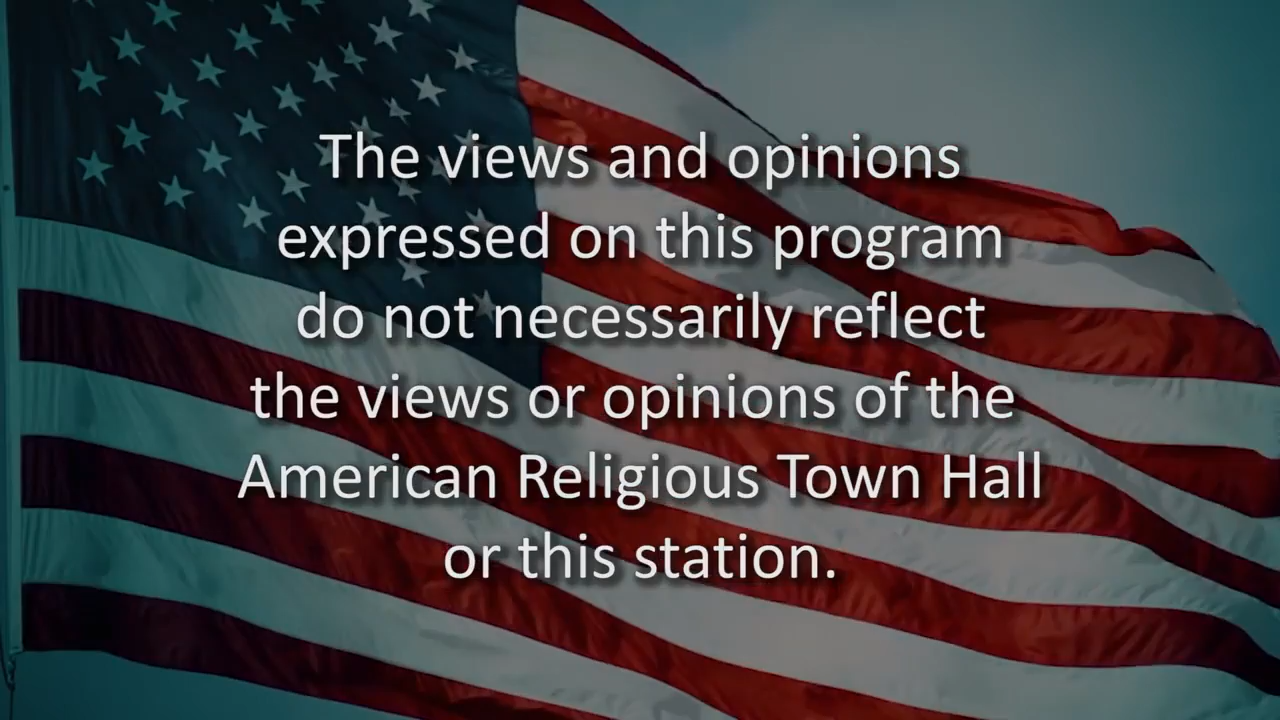 The views and opinions
expressed on this program
do not necessarily reflect
the views or opinions of the
American Religious Town Hall
or this station.